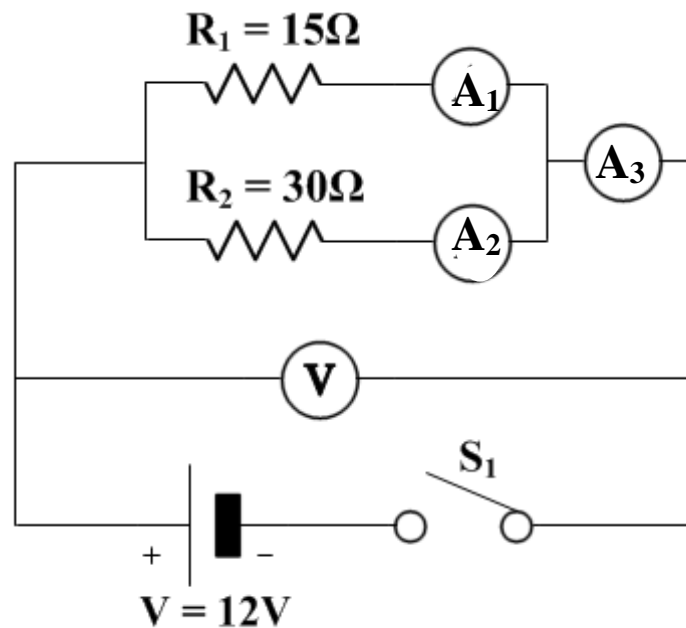 R₁ = 15Ω
A₁
A₃
R₂ = 30Ω
A₂
V
S₁
+ −
V = 12V